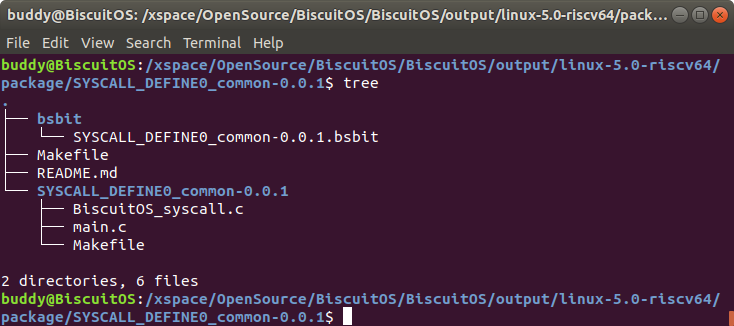 buddy@BiscuitOS: /xspace/OpenSource/BiscuitOS/BiscuitOS/output/linux-5.0-riscv64/pack...
File Edit View Search Terminal Help
buddy@BiscuitOS:/xspace/OpenSource/BiscuitOS/BiscuitOS/output/linux-5.0-riscv64/
package/SYSCALL_DEFINE0_common-0.0.1$ tree
.
├── bsbit
│   └── SYSCALL_DEFINE0_common-0.0.1.bsbit
├── Makefile
├── README.md
└── SYSCALL_DEFINE0_common-0.0.1
    ├── BiscuitOS_syscall.c
    ├── main.c
    └── Makefile
2 directories, 6 files
buddy@BiscuitOS:/xspace/OpenSource/BiscuitOS/BiscuitOS/output/linux-5.0-riscv64/
package/SYSCALL_DEFINE0_common-0.0.1$